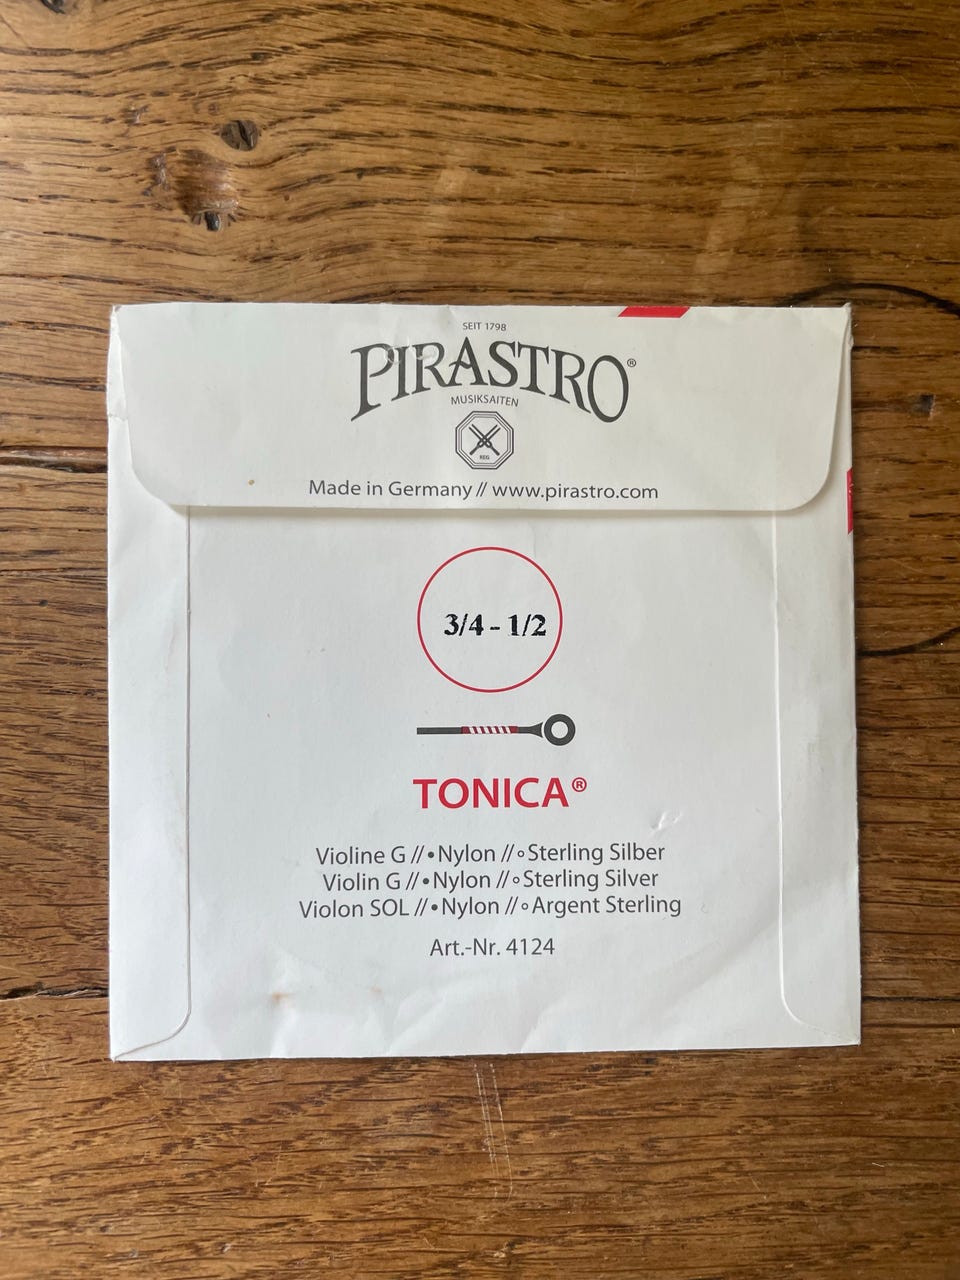 SEIT 1798
PIRASTRO®
MUSIKSAITEN
REG
Made in Germany // www.pirastro.com
3/4 - 1/2
TONICA®
Violine G //•Nylon //∘Sterling Silber
Violin G //•Nylon //∘Sterling Silver
Violon SOL //•Nylon //∘Argent Sterling
Art.-Nr. 4124